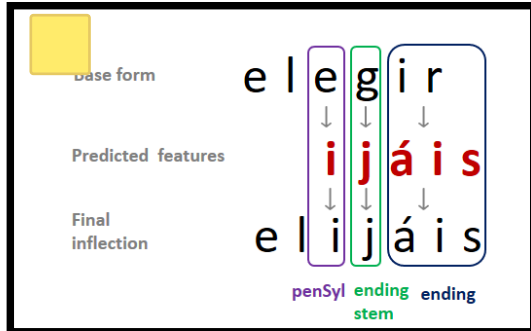 Base form e l e g i r
↓ ↓ ↓
Predicted features i j á i s
↓ ↓ ↓
Final
inflection e l i j á i s
penSyl ending ending
stem